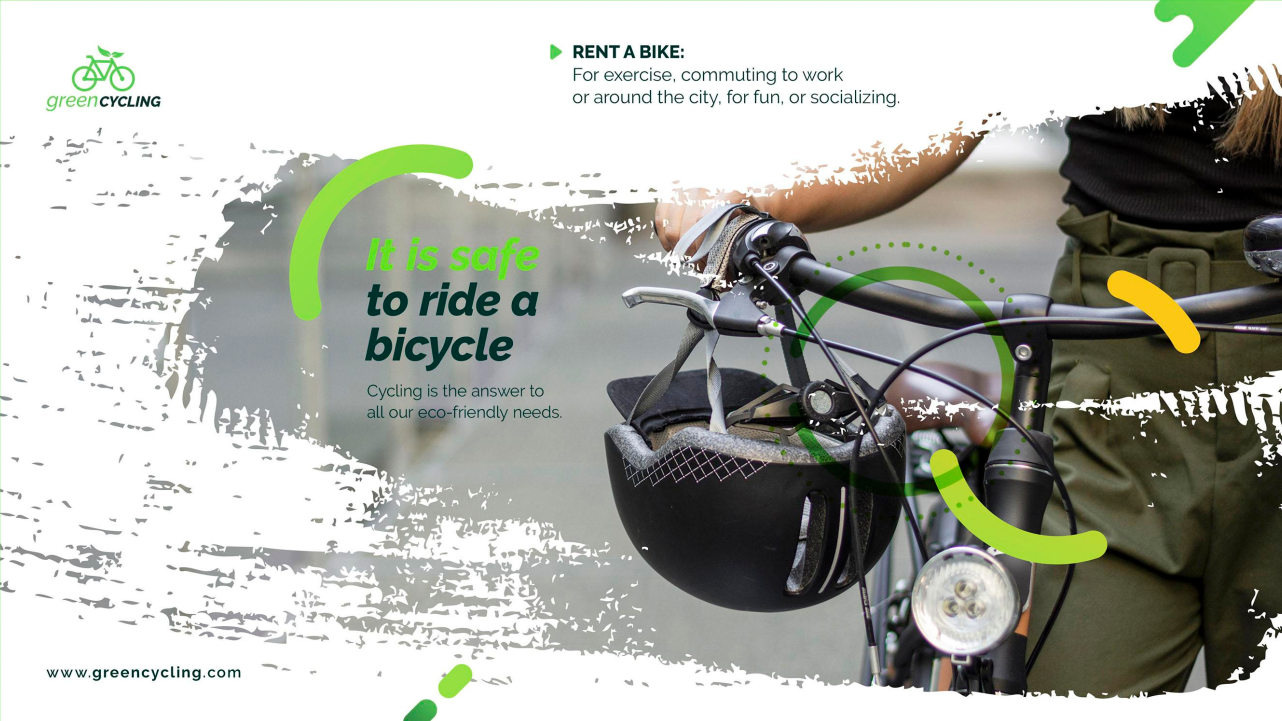 greenCYCLING
RENT A BIKE:
For exercise, commuting to work
or around the city, for fun, or socializing.
It is safe
to ride a
bicycle
Cycling is the answer to
all our eco-friendly needs.
www.greencycling.com